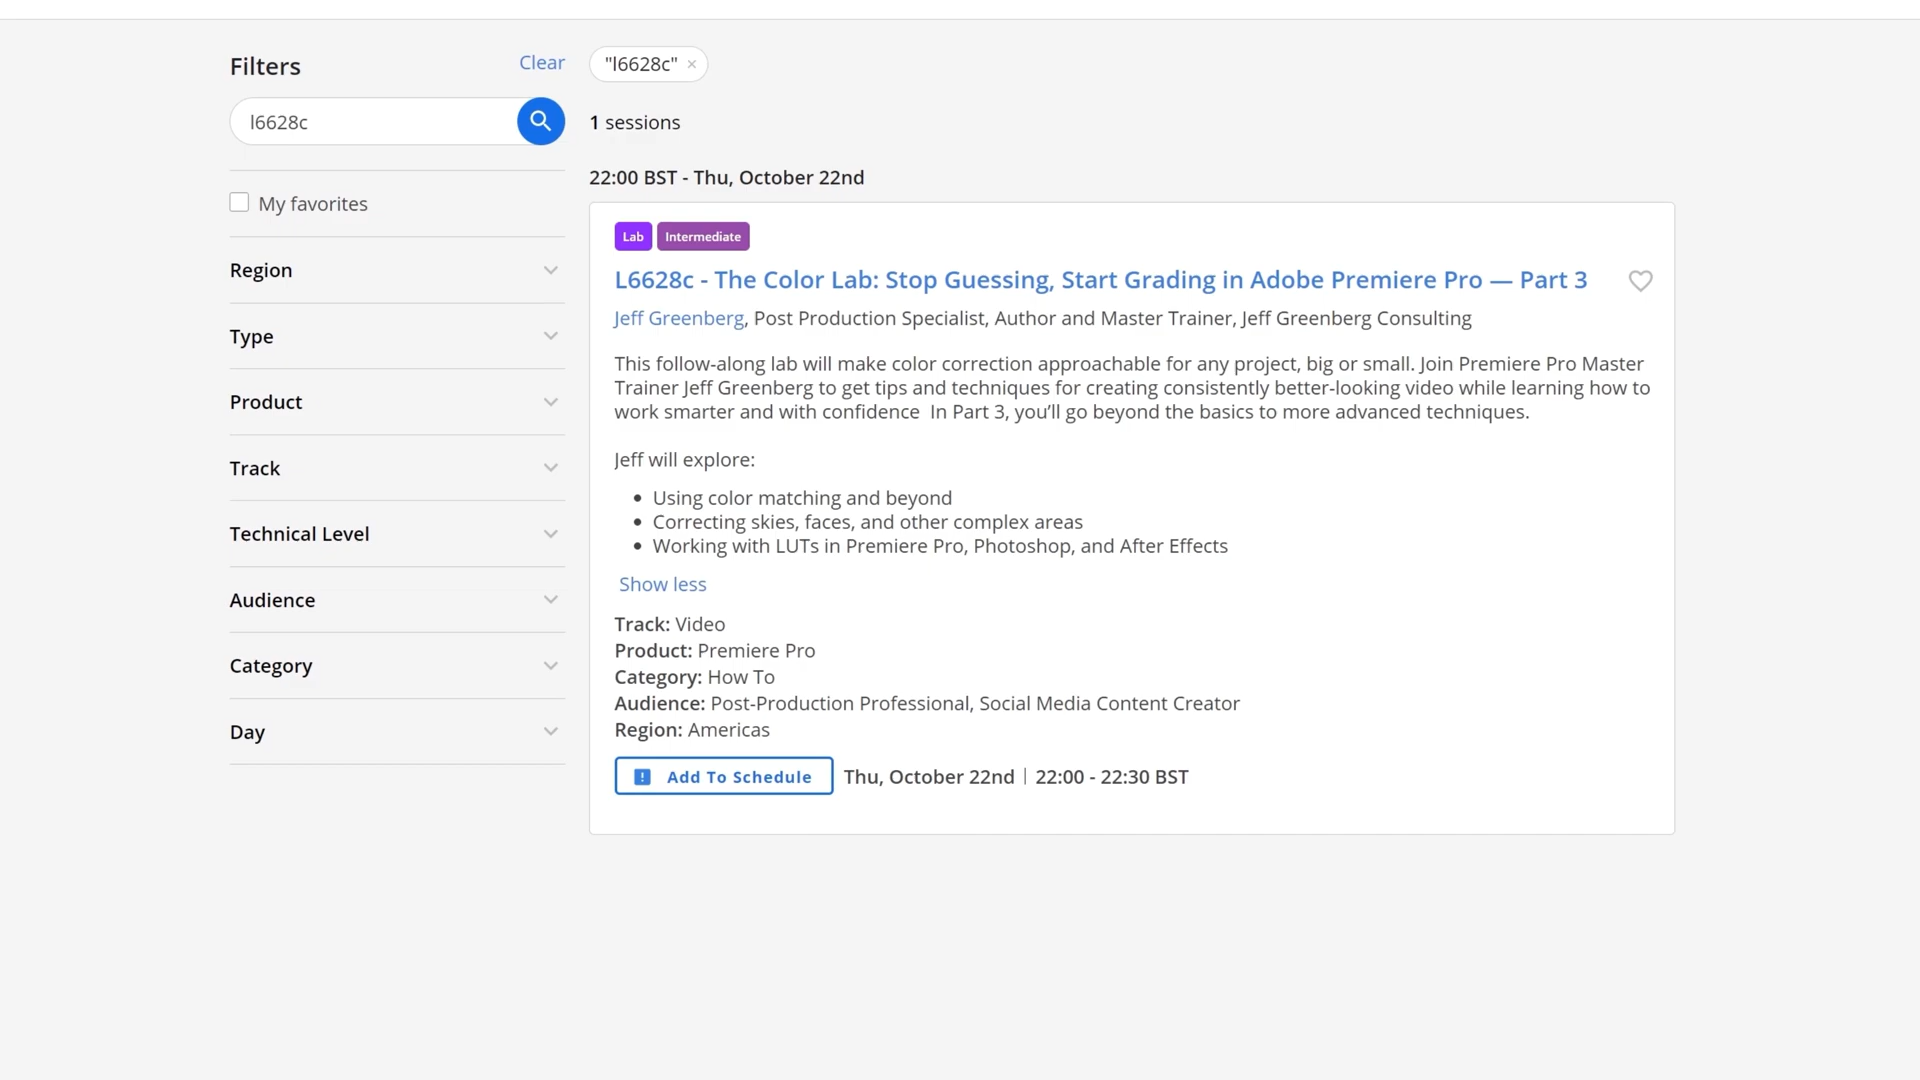 Filters
Clear
"l6628c" ×
l6628c
1 sessions
My favorites
Region
Type
Product
Track
Technical Level
Audience
Category
Day
22:00 BST - Thu, October 22nd
Lab Intermediate
L6628c - The Color Lab: Stop Guessing, Start Grading in Adobe Premiere Pro — Part 3
Jeff Greenberg, Post Production Specialist, Author and Master Trainer, Jeff Greenberg Consulting
This follow-along lab will make color correction approachable for any project, big or small. Join Premiere Pro Master
Trainer Jeff Greenberg to get tips and techniques for creating consistently better-looking video while learning how to
work smarter and with confidence  In Part 3, you’ll go beyond the basics to more advanced techniques.
Jeff will explore:
• Using color matching and beyond
• Correcting skies, faces, and other complex areas
• Working with LUTs in Premiere Pro, Photoshop, and After Effects
Show less
Track: Video
Product: Premiere Pro
Category: How To
Audience: Post-Production Professional, Social Media Content Creator
Region: Americas
Add To Schedule Thu, October 22nd | 22:00 - 22:30 BST